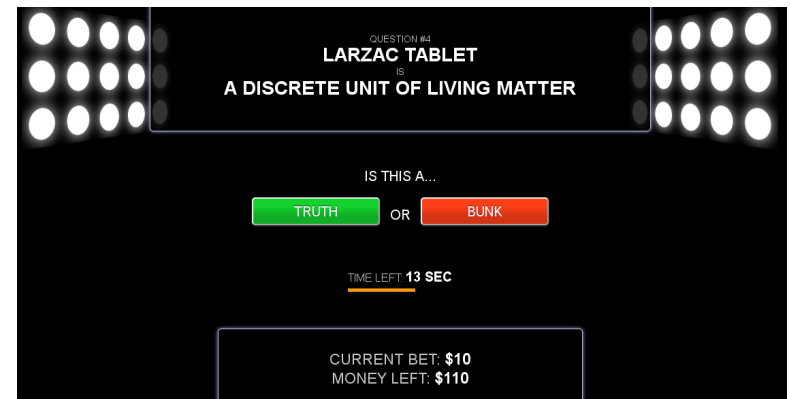 QUESTION #4
LARZAC TABLET
IS
A DISCRETE UNIT OF LIVING MATTER
IS THIS A...
TRUTH OR BUNK
TIME LEFT: 13 SEC
CURRENT BET: $10
MONEY LEFT: $110